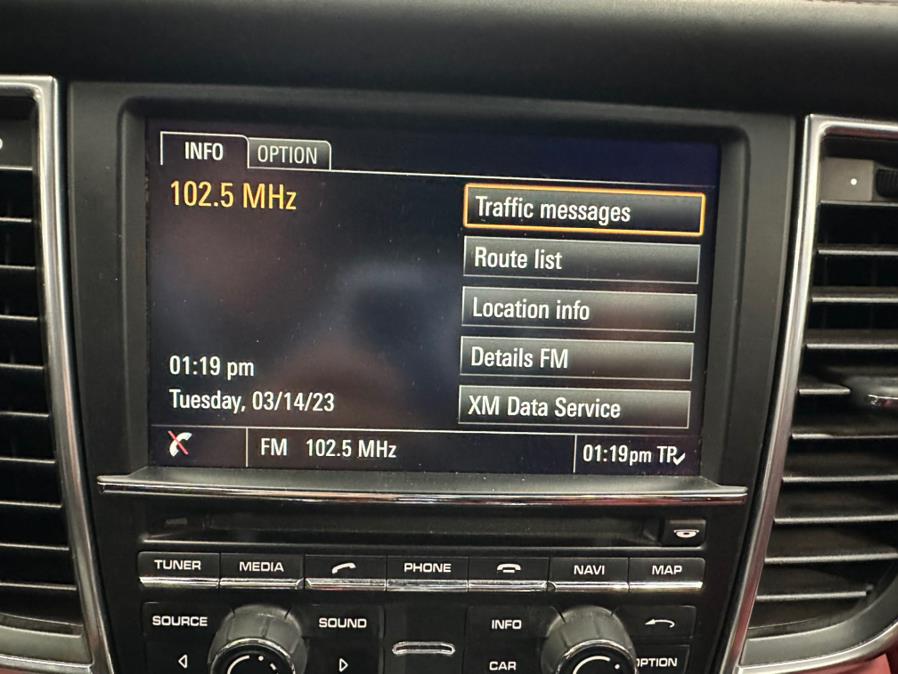 INFO OPTION
102.5 MHz
Traffic messages
Route list
Location info
Details FM
XM Data Service
01:19 pm
Tuesday, 03/14/23
FM 102.5 MHz 01:19pm TP
TUNER MEDIA PHONE NAVI MAP
SOURCE SOUND INFO
CAR OPTION